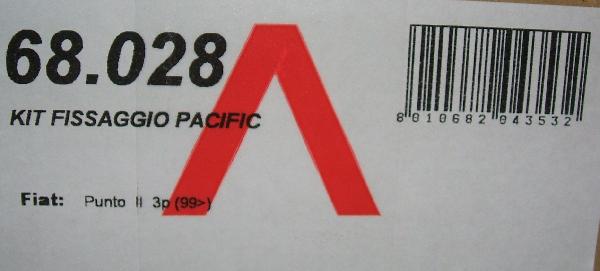 68.028
KIT FISSAGGIO PACIFIC
8 010682 043532
Fiat: Punto II 3p (99>)